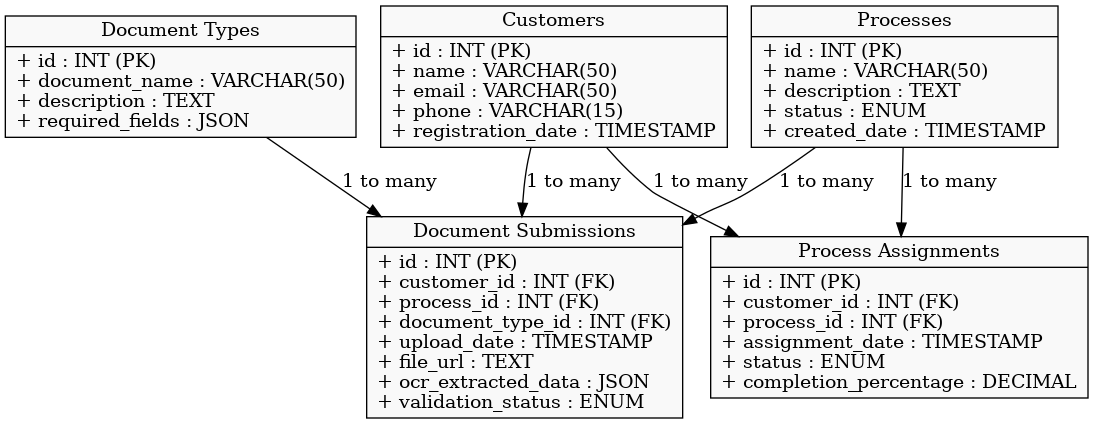 Document Types
+ id : INT (PK)
+ document_name : VARCHAR(50)
+ description : TEXT
+ required_fields : JSON
Customers
+ id : INT (PK)
+ name : VARCHAR(50)
+ email : VARCHAR(50)
+ phone : VARCHAR(15)
+ registration_date : TIMESTAMP
Processes
+ id : INT (PK)
+ name : VARCHAR(50)
+ description : TEXT
+ status : ENUM
+ created_date : TIMESTAMP
1 to many
1 to many
1 to many
1 to many
1 to many
Document Submissions
+ id : INT (PK)
+ customer_id : INT (FK)
+ process_id : INT (FK)
+ document_type_id : INT (FK)
+ upload_date : TIMESTAMP
+ file_url : TEXT
+ ocr_extracted_data : JSON
+ validation_status : ENUM
Process Assignments
+ id : INT (PK)
+ customer_id : INT (FK)
+ process_id : INT (FK)
+ assignment_date : TIMESTAMP
+ status : ENUM
+ completion_percentage : DECIMAL